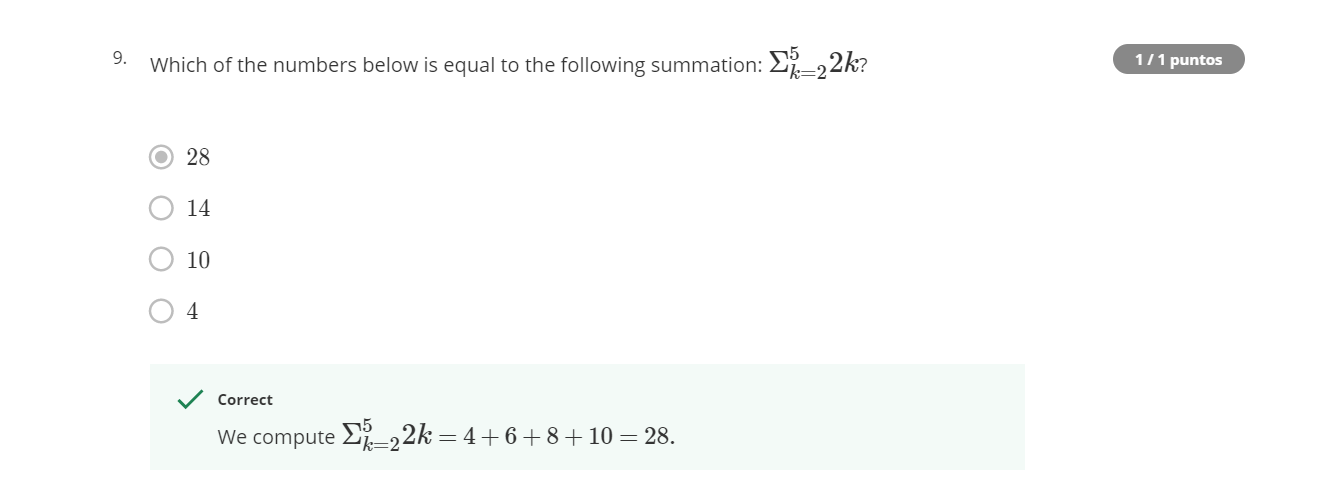 9. Which of the numbers below is equal to the following summation: $\Sigma_{k=2}^{5} 2k$?
1 / 1 puntos
28
14
10
4
Correct
We compute $\Sigma_{k=2}^{5} 2k = 4 + 6 + 8 + 10 = 28$.